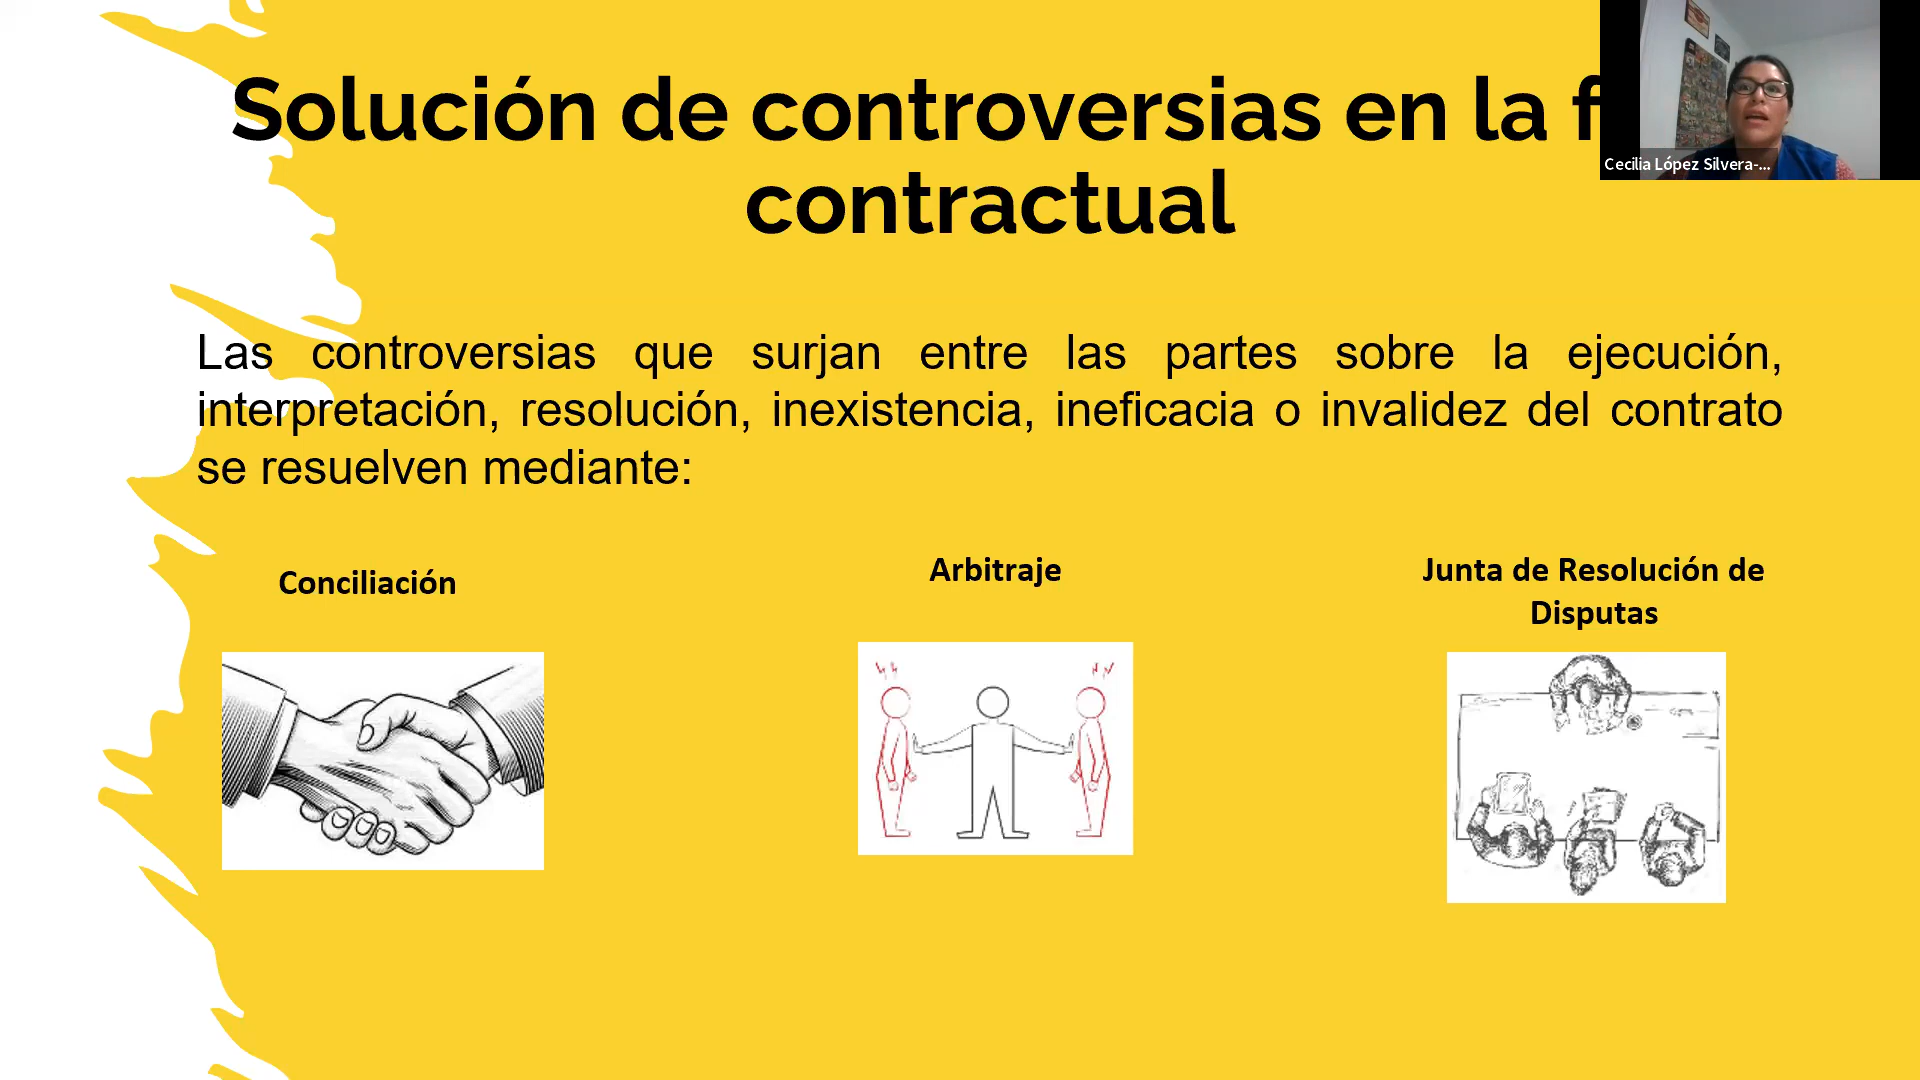 Solución de controversias en la f
contractual
Cecilia López Silvera-...
Las controversias que surjan entre las partes sobre la ejecución,
interpretación, resolución, inexistencia, ineficacia o invalidez del contrato
se resuelven mediante:
Conciliación
Arbitraje
Junta de Resolución de
Disputas